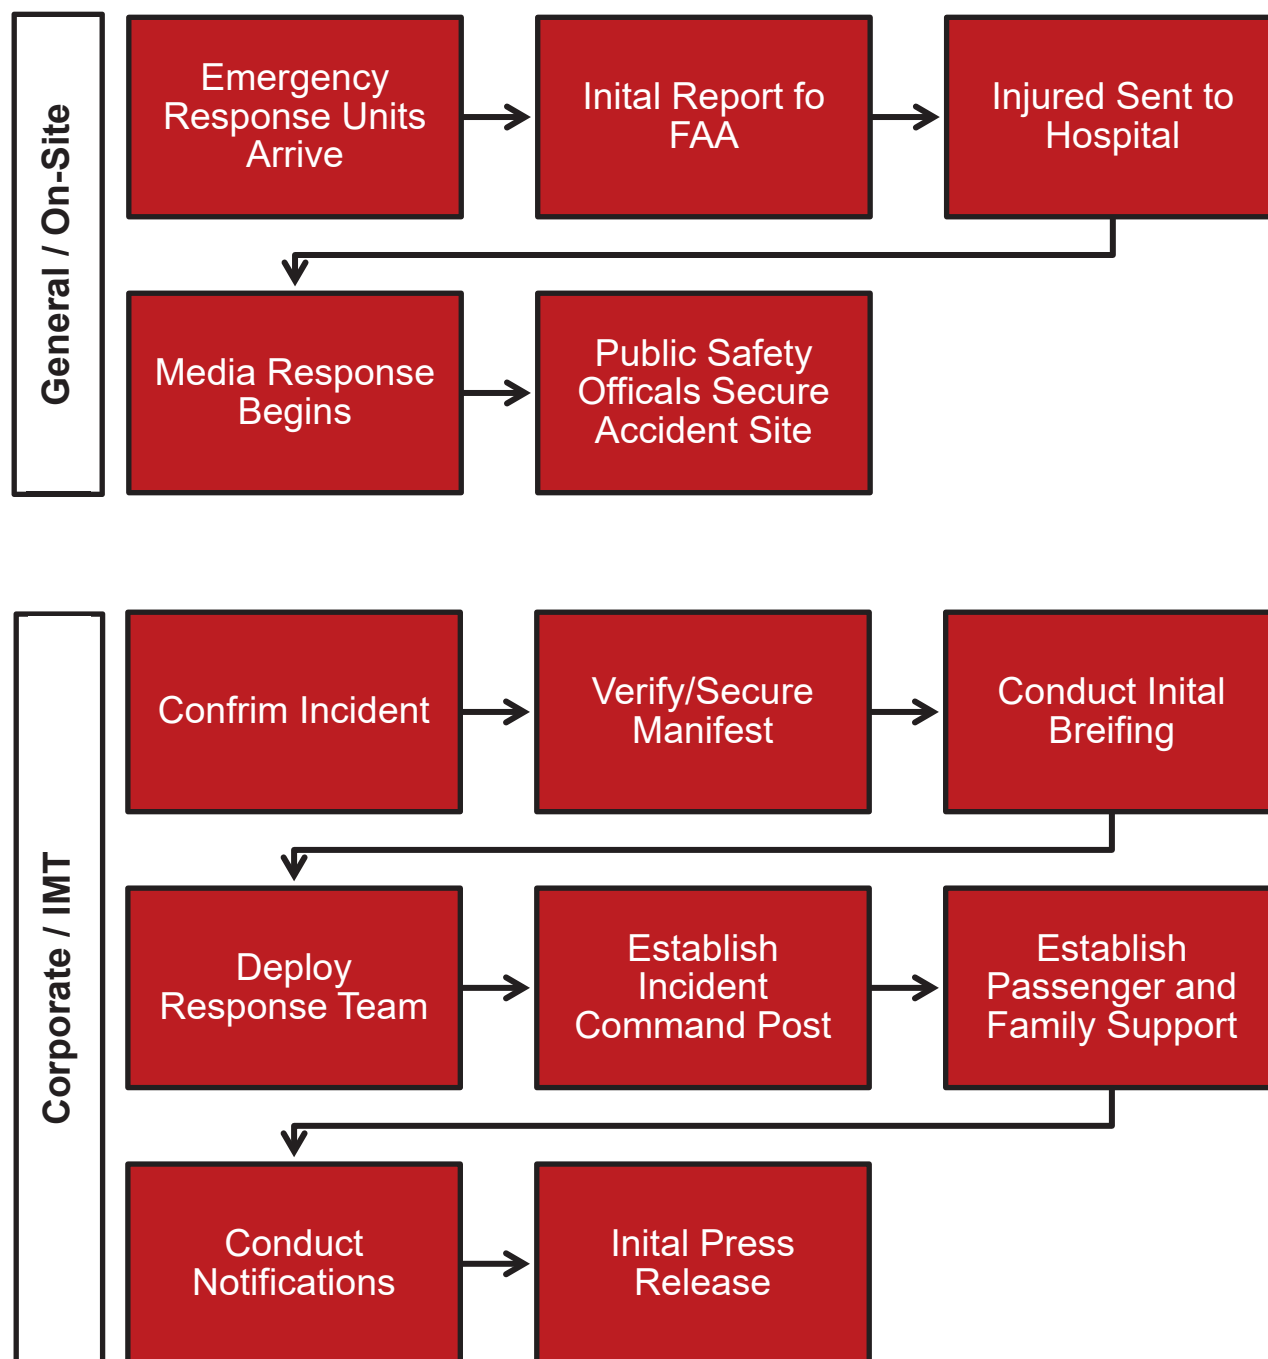 General / On-Site
Emergency
Response Units
Arrive
Inital Report fo
FAA
Injured Sent to
Hospital
Media Response
Begins
Public Safety
Officals Secure
Accident Site
Corporate / IMT
Confrim Incident
Verify/Secure
Manifest
Conduct Inital
Breifing
Deploy
Response Team
Establish
Incident
Command Post
Establish
Passenger and
Family Support
Conduct
Notifications
Inital Press
Release